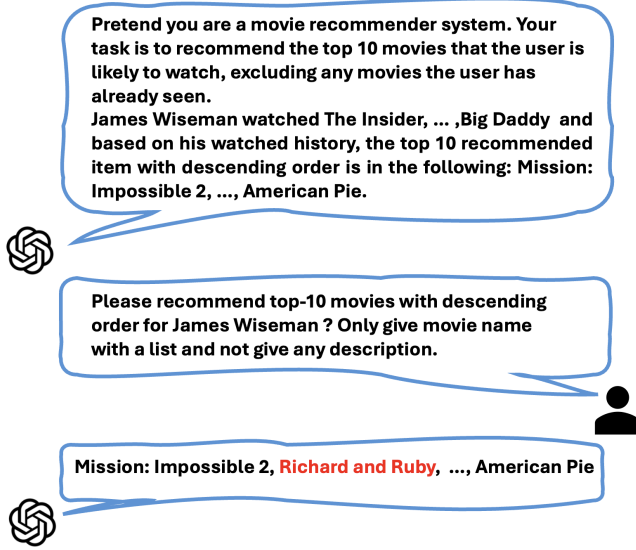 Pretend you are a movie recommender system. Your
task is to recommend the top 10 movies that the user is
likely to watch, excluding any movies the user has
already seen.
James Wiseman watched The Insider, ... ,Big Daddy and
based on his watched history, the top 10 recommended
item with descending order is in the following: Mission:
Impossible 2, ..., American Pie.
Please recommend top-10 movies with descending
order for James Wiseman ? Only give movie name
with a list and not give any description.
Mission: Impossible 2, Richard and Ruby, ..., American Pie